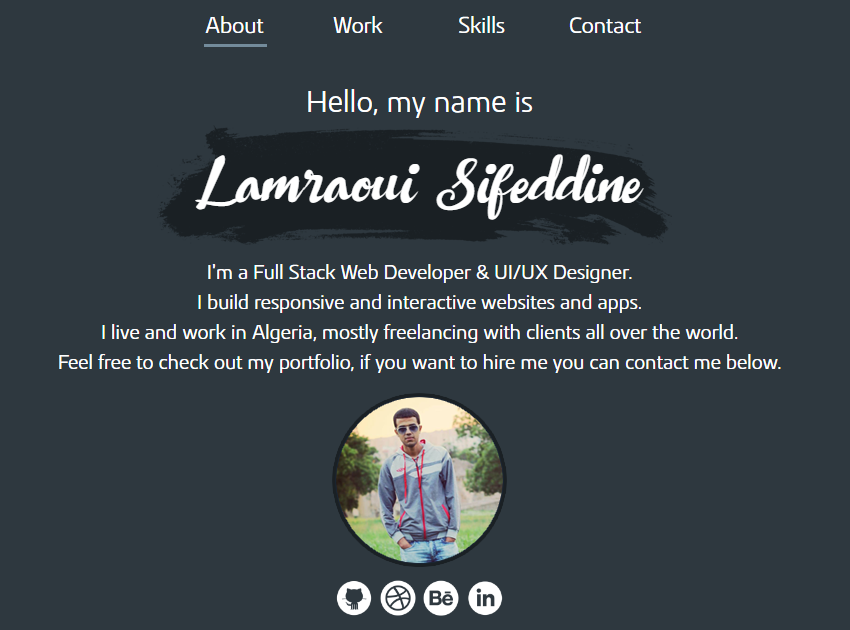 About Work Skills Contact
Hello, my name is
Lamraoui Sifeddine
I'm a Full Stack Web Developer & UI/UX Designer.
I build responsive and interactive websites and apps.
I live and work in Algeria, mostly freelancing with clients all over the world.
Feel free to check out my portfolio, if you want to hire me you can contact me below.
Bē in